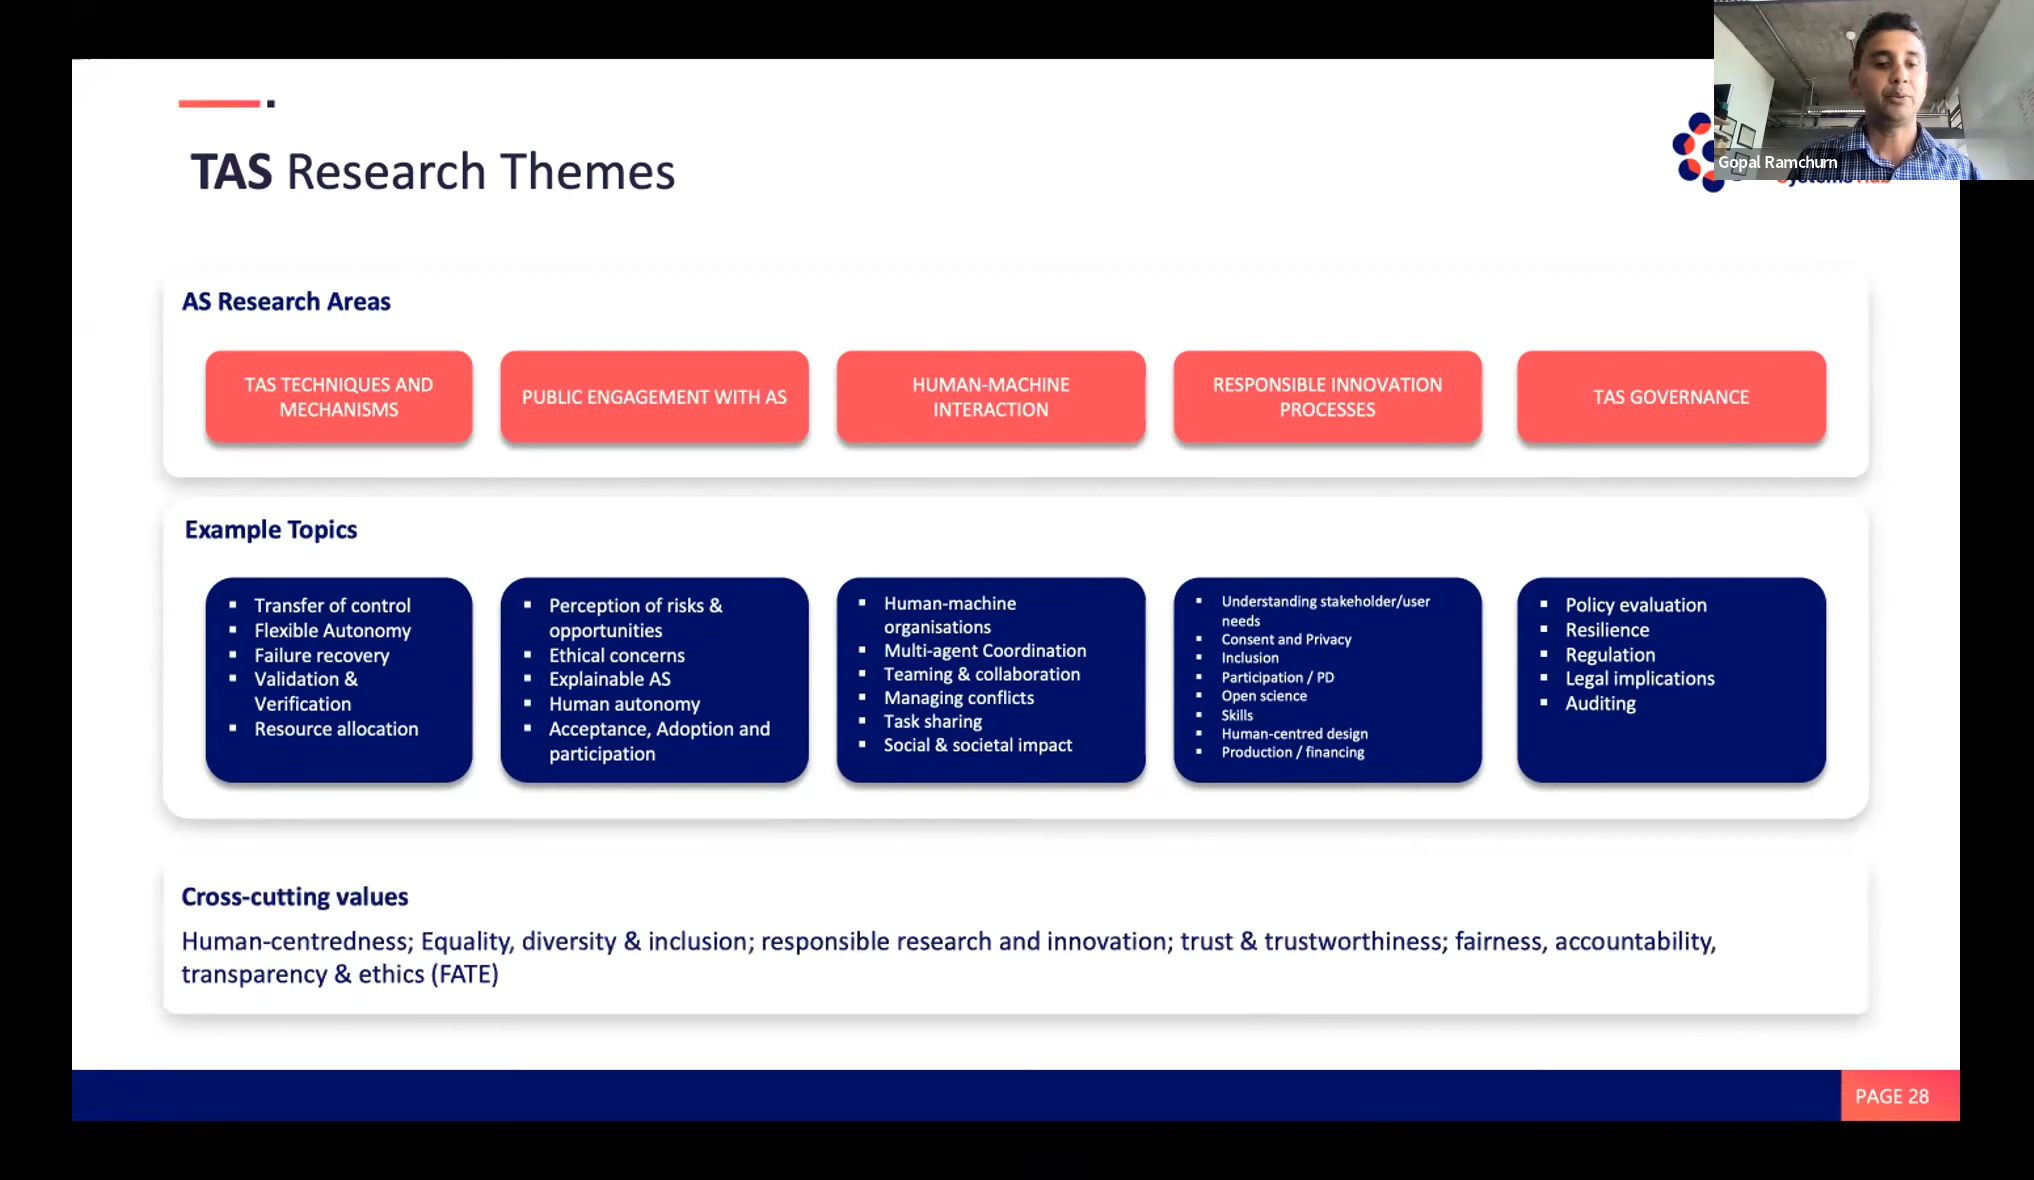 TAS Research Themes
Gopal Ramchurn
AS Research Areas
TAS TECHNIQUES AND
MECHANISMS
PUBLIC ENGAGEMENT WITH AS
HUMAN-MACHINE
INTERACTION
RESPONSIBLE INNOVATION
PROCESSES
TAS GOVERNANCE
Example Topics
▪ Transfer of control
▪ Flexible Autonomy
▪ Failure recovery
▪ Validation &
Verification
▪ Resource allocation
▪ Perception of risks &
opportunities
▪ Ethical concerns
▪ Explainable AS
▪ Human autonomy
▪ Acceptance, Adoption and
participation
▪ Human-machine
organisations
▪ Multi-agent Coordination
▪ Teaming & collaboration
▪ Managing conflicts
▪ Task sharing
▪ Social & societal impact
▪ Understanding stakeholder/user
needs
▪ Consent and Privacy
▪ Inclusion
▪ Participation / PD
▪ Open science
▪ Skills
▪ Human-centred design
▪ Production / financing
▪ Policy evaluation
▪ Resilience
▪ Regulation
▪ Legal implications
▪ Auditing
Cross-cutting values
Human-centredness; Equality, diversity & inclusion; responsible research and innovation; trust & trustworthiness; fairness, accountability,
transparency & ethics (FATE)
PAGE 28